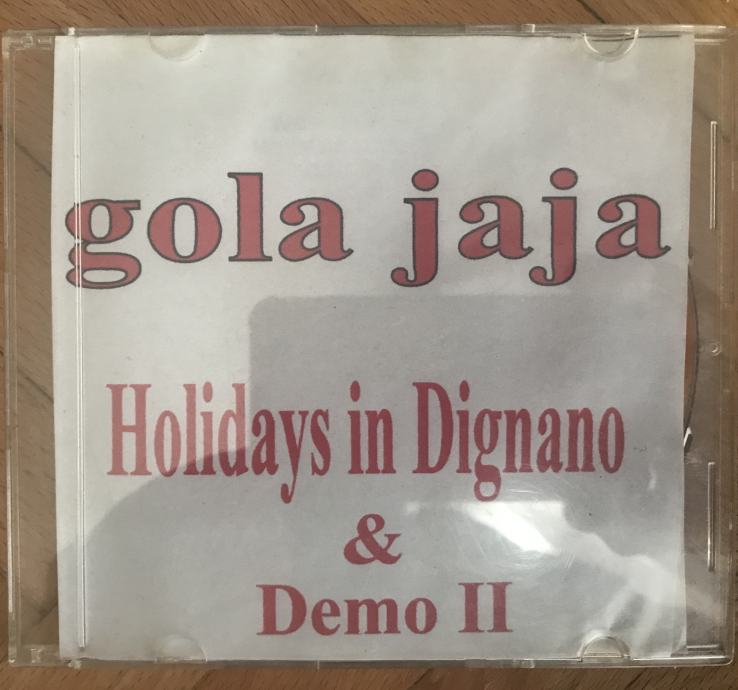 gola jaja
Holidays in Dignano
&
Demo II